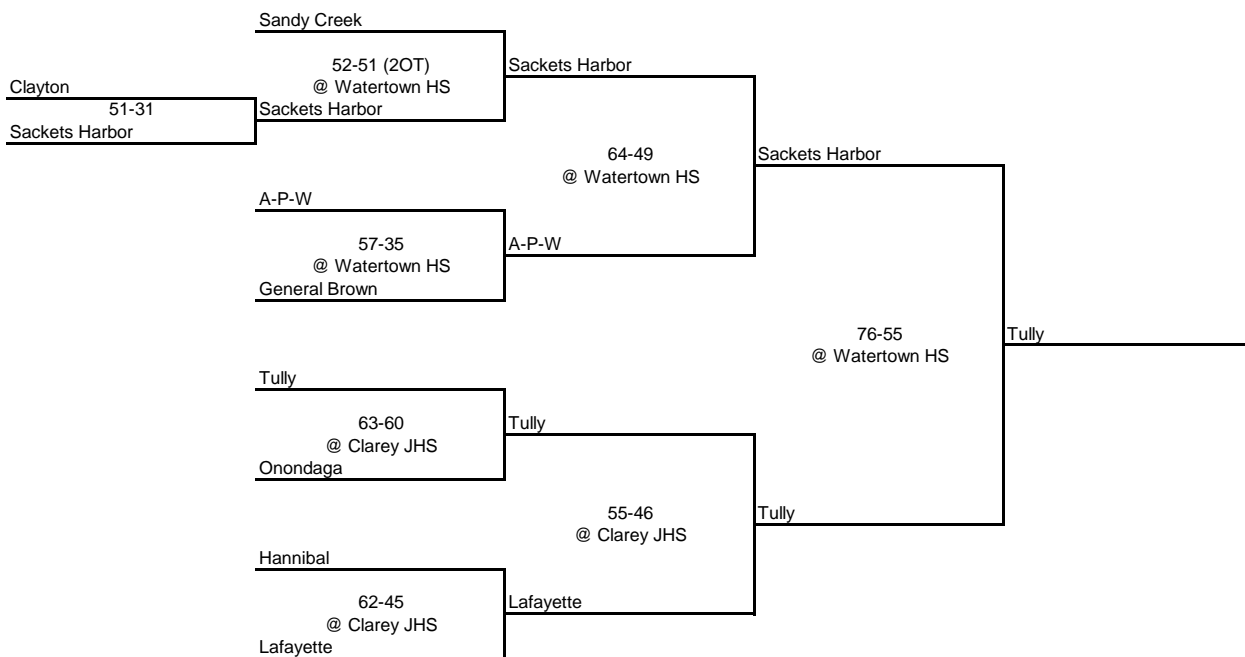 Sandy Creek
52-51 (2OT)
@ Watertown HS
Sackets Harbor
Clayton
51-31
Sackets Harbor
Sackets Harbor
64-49
@ Watertown HS
Sackets Harbor
A-P-W
57-35
@ Watertown HS
A-P-W
General Brown
76-55
@ Watertown HS
Tully
Tully
63-60
@ Clarey JHS
Tully
Onondaga
55-46
@ Clarey JHS
Tully
Hannibal
62-45
@ Clarey JHS
Lafayette
Lafayette